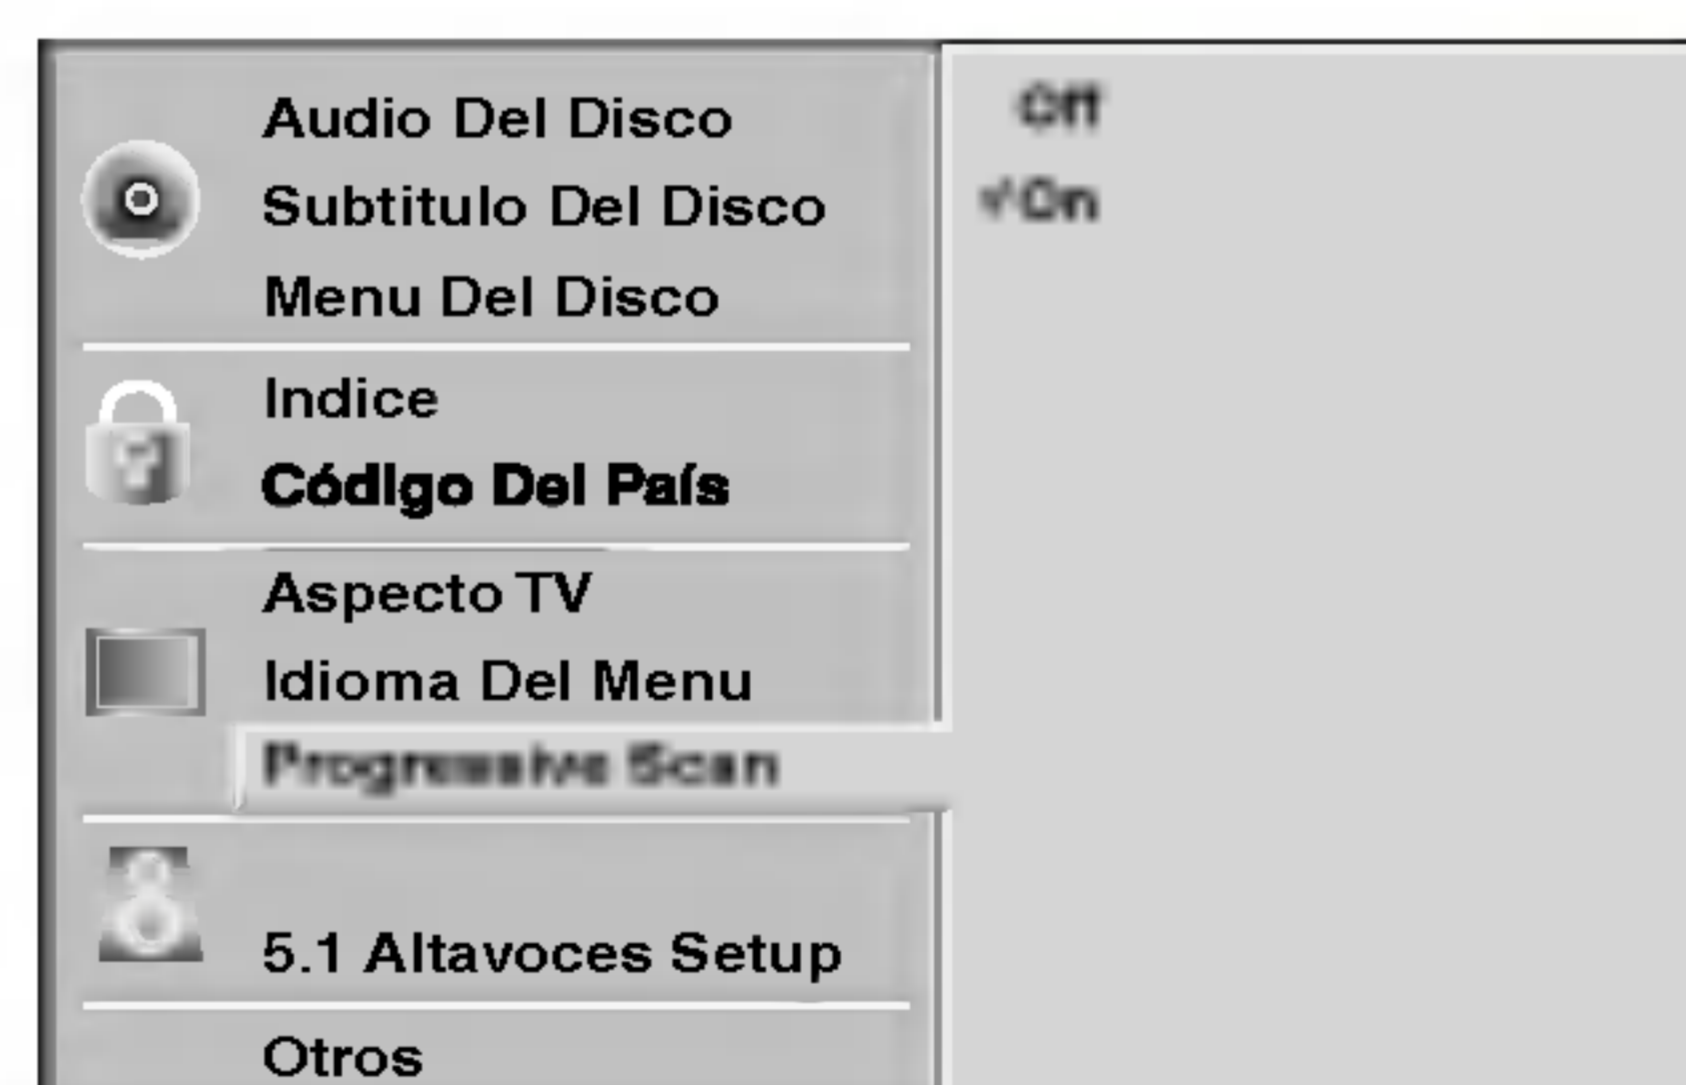 Audio Del Disco
Subtitulo Del Disco
Menu Del Disco
Indice
Código Del País
Aspecto TV
Idioma Del Menu
Progressive Scan
5.1 Altavoces Setup
Otros
Off
✓On